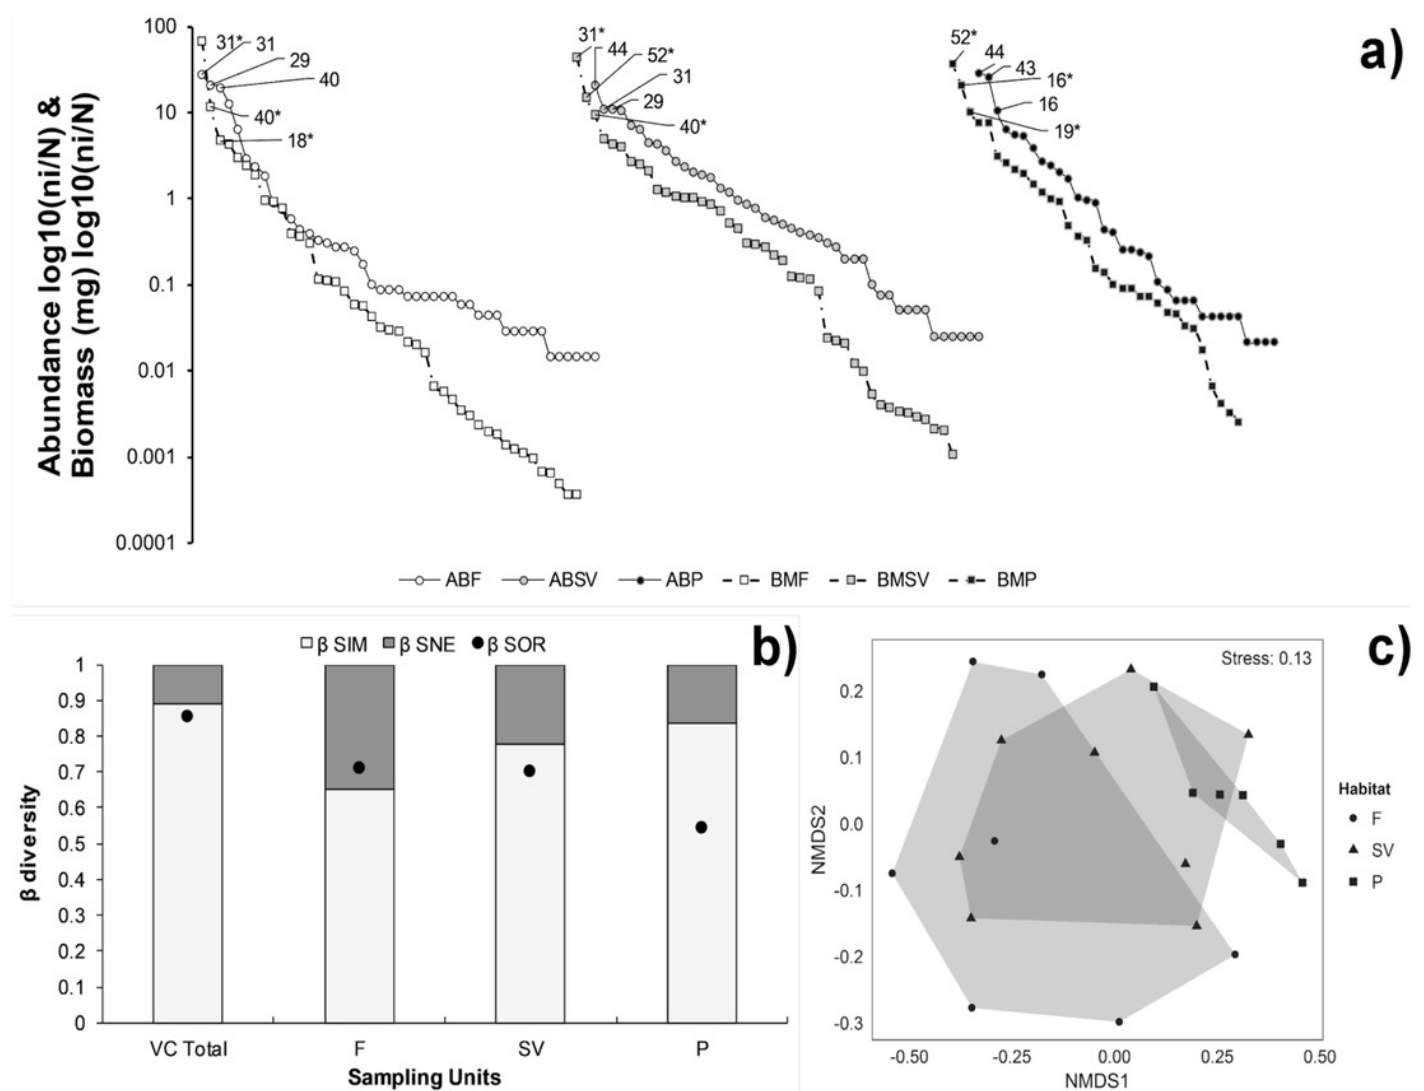 a)
Abundance log10(ni/N) &
Biomass (mg) log10(ni/N)
100
10
1
0.1
0.01
0.001
0.0001
31* 31
29
40
40*
18*
31*
44
52*
31
29
40*
52*
44
43
16*
16
19*
ABF ABSV ABP BMF BMSV BMP
b)
β SIM β SNE β SOR
β diversity
1
0.9
0.8
0.7
0.6
0.5
0.4
0.3
0.2
0.1
0
VC Total F SV P
Sampling Units
c)
Stress: 0.13
NMDS2
0.2
0.1
0.0
-0.1
-0.2
-0.3
-0.50 -0.25 0.00 0.25 0.50
NMDS1
Habitat
F
SV
P